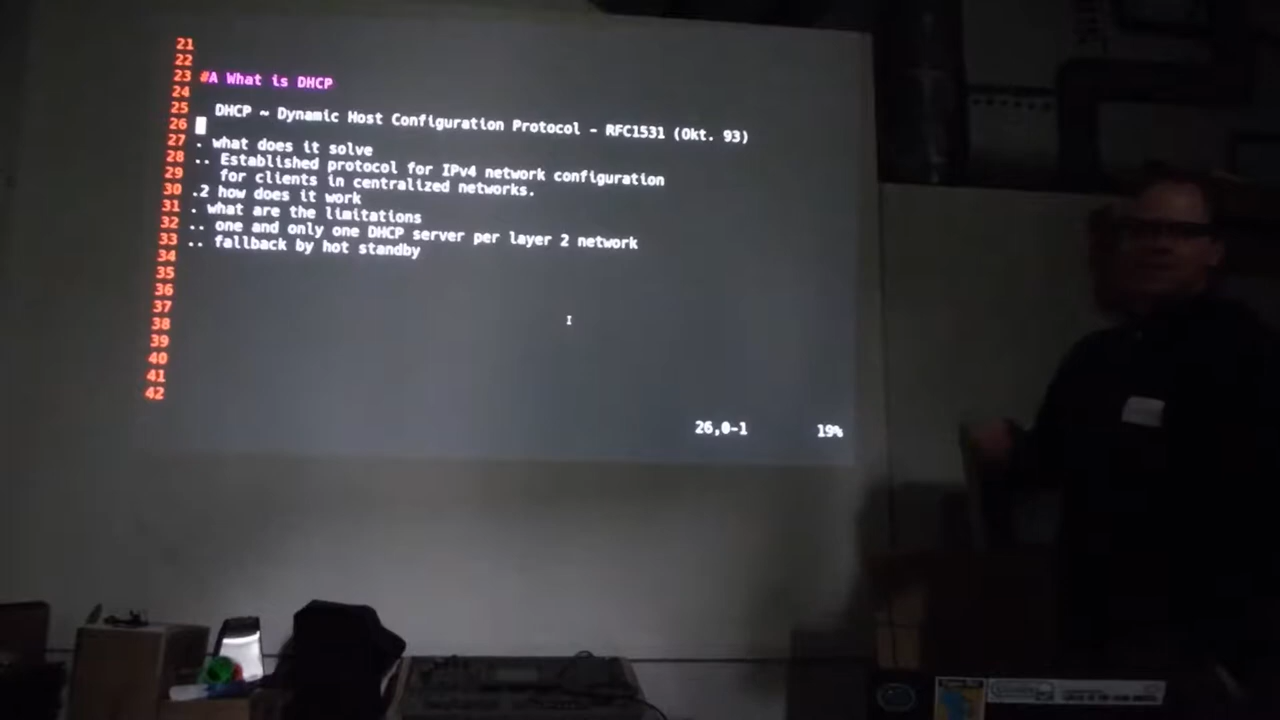 21
22
23 #A What is DHCP
24
25 DHCP ~ Dynamic Host Configuration Protocol - RFC1531 (Okt. 93)
26
27 . what does it solve
28 .. Established protocol for IPv4 network configuration
29 for clients in centralized networks.
30 .2 how does it work
31 . what are the limitations
32 .. one and only one DHCP server per layer 2 network
33 .. fallback by hot standby
34
35
36
37
38
39
40
41
42
26,0-1 19%